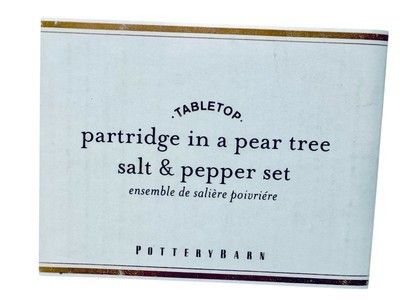 ·TABLETOP·
partridge in a pear tree
salt & pepper set
ensemble de salière poivriére
POTTERYBARN